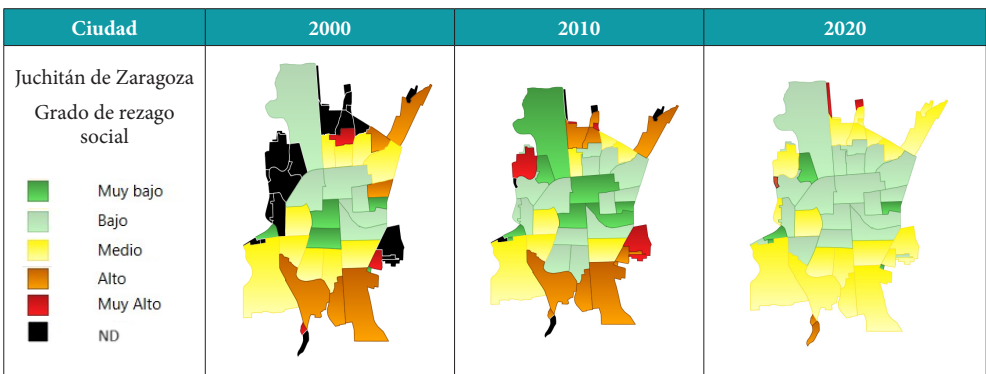 Ciudad
2000
2010
2020
Juchitán de Zaragoza
Grado de rezago
social
Muy bajo
Bajo
Medio
Alto
Muy Alto
ND